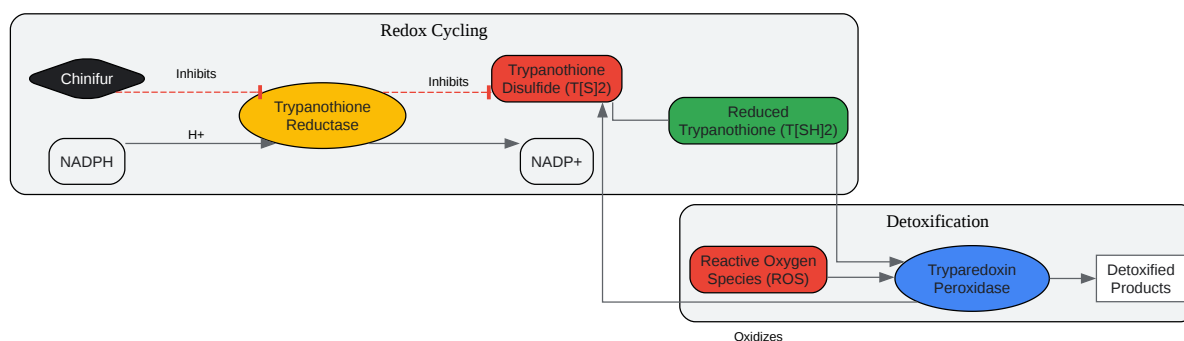 Redox Cycling
Chinifur
Inhibits
Inhibits
Trypanothione
Disulfide (T[S]2)
Trypanothione
Reductase
Reduced
Trypanothione (T[SH]2)
H+
NADPH
NADP+
Detoxification
Reactive Oxygen
Species (ROS)
Tryparedoxin
Peroxidase
Detoxified
Products
Oxidizes